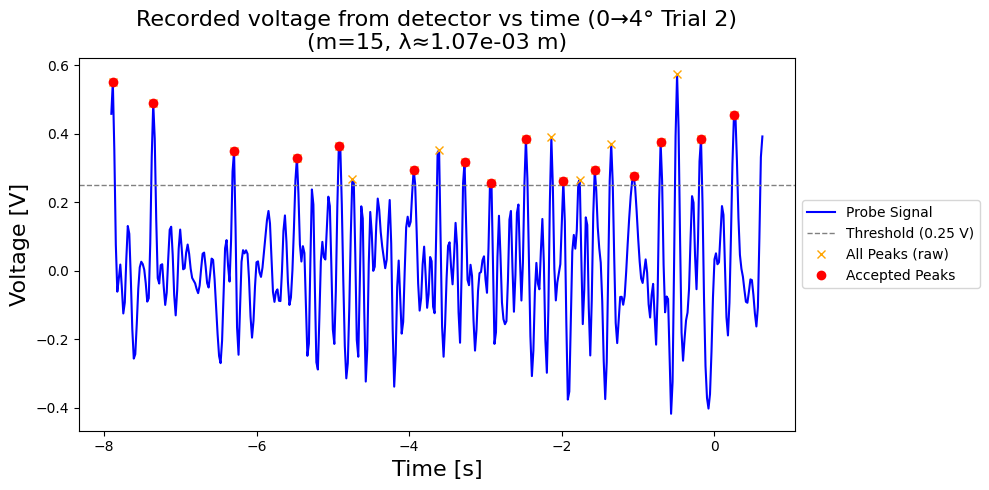 Recorded voltage from detector vs time (0→4° Trial 2)
(m=15, λ≈1.07e-03 m)
Voltage [V]
0.6
0.4
0.2
0.0
−0.2
−0.4
−8
−6
−4
−2
0
Time [s]
Probe Signal
Threshold (0.25 V)
All Peaks (raw)
Accepted Peaks